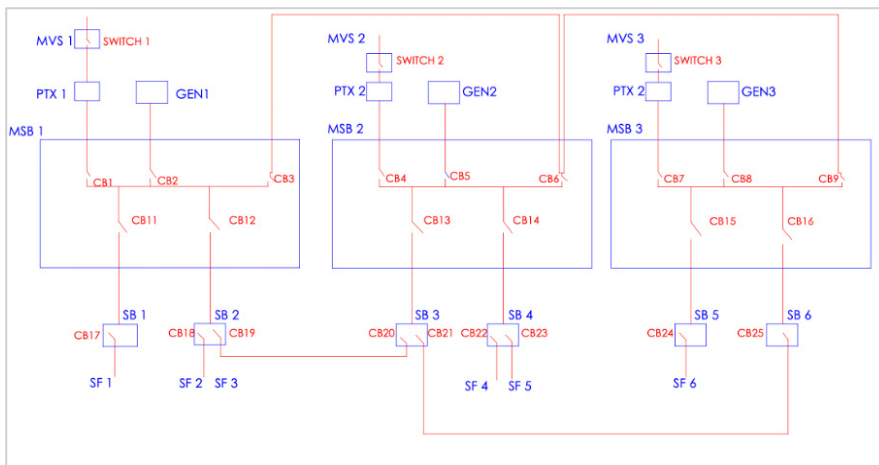 MVS 1
SWITCH 1
MVS 2
SWITCH 2
MVS 3
SWITCH 3
PTX 1
GEN1
PTX 2
GEN2
PTX 2
GEN3
MSB 1
MSB 2
MSB 3
CB1
CB2
CB3
CB4
CB5
CB6
CB7
CB8
CB9
CB11
CB12
CB13
CB14
CB15
CB16
SB 1
SB 2
SB 3
SB 4
SB 5
SB 6
CB17
CB18
CB19
CB20
CB21
CB22
CB23
CB24
CB25
SF 1
SF 2
SF 3
SF 4
SF 5
SF 6